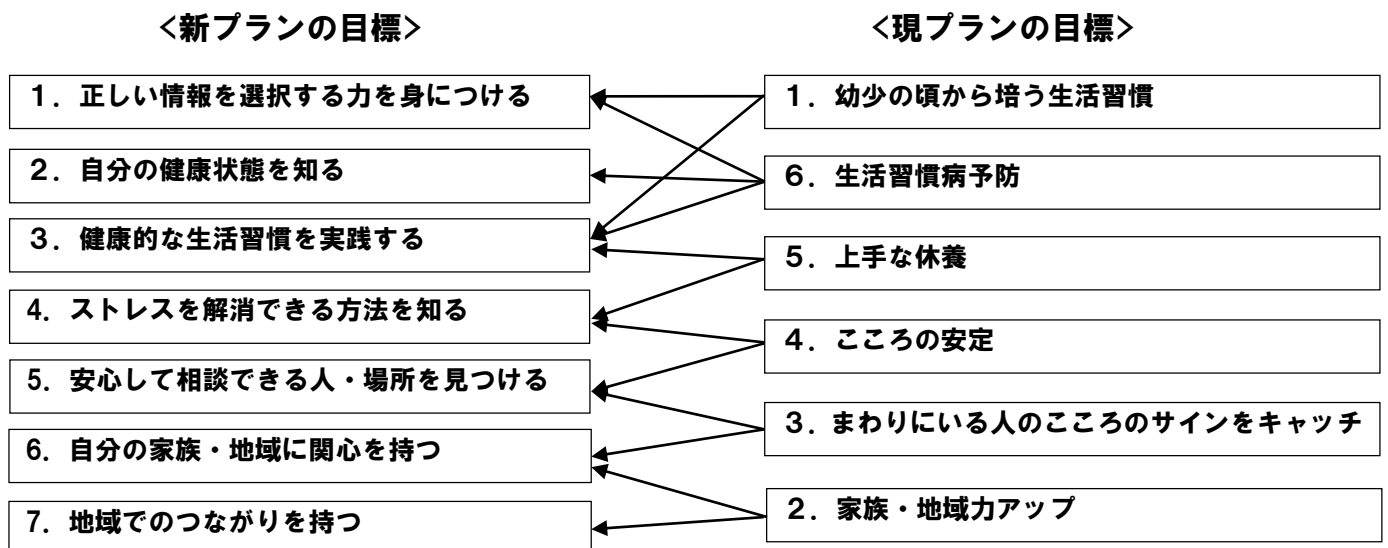 <新プランの目標>
1．正しい情報を選択する力を身につける
2．自分の健康状態を知る
3．健康的な生活習慣を実践する
4．ストレスを解消できる方法を知る
5．安心して相談できる人・場所を見つける
6．自分の家族・地域に関心を持つ
7．地域でのつながりを持つ
<現プランの目標>
1．幼少の頃から培う生活習慣
6．生活習慣病予防
5．上手な休養
4．こころの安定
3．まわりにいる人のこころのサインをキャッチ
2．家族・地域力アップ